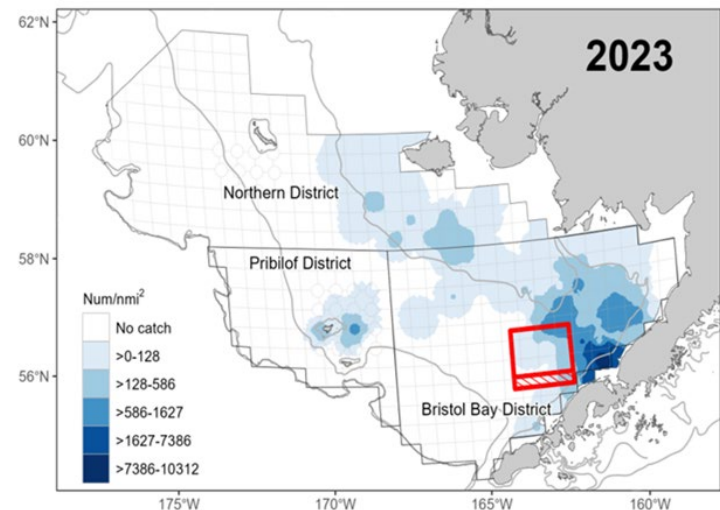 2023
62°N
60°N
58°N
56°N
Northern District
Pribilof District
Bristol Bay District
Num/nmi²
No catch
>0-128
>128-586
>586-1627
>1627-7386
>7386-10312
175°W
170°W
165°W
160°W